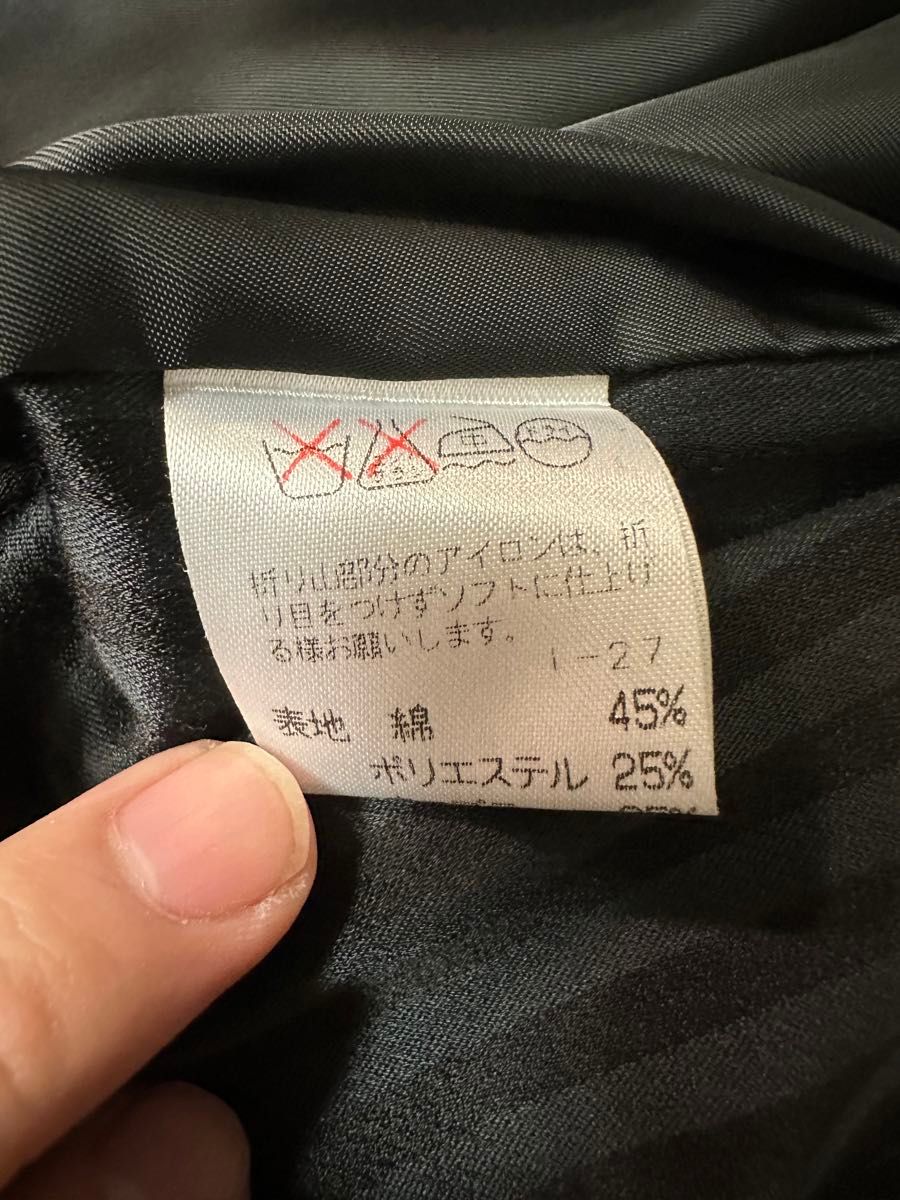 中
折り山部分のアイロンは、折
り目をつけずソフトに仕上げ
る様お願いします。
L-27
表地 綿 45%
ポリエステル 25%